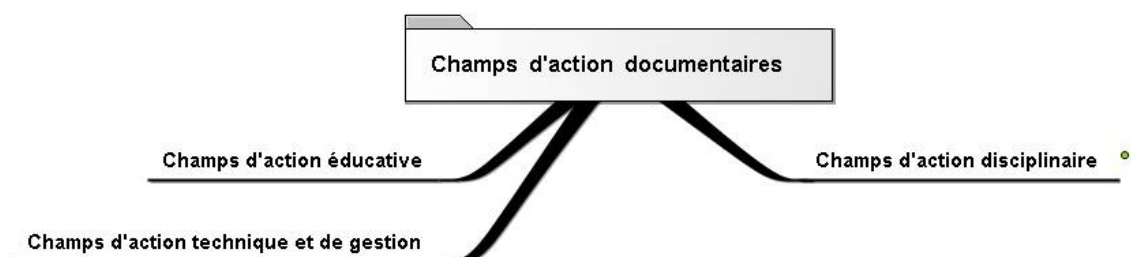 Champs d'action documentaires
Champs d'action éducative
Champs d'action disciplinaire
Champs d'action technique et de gestion